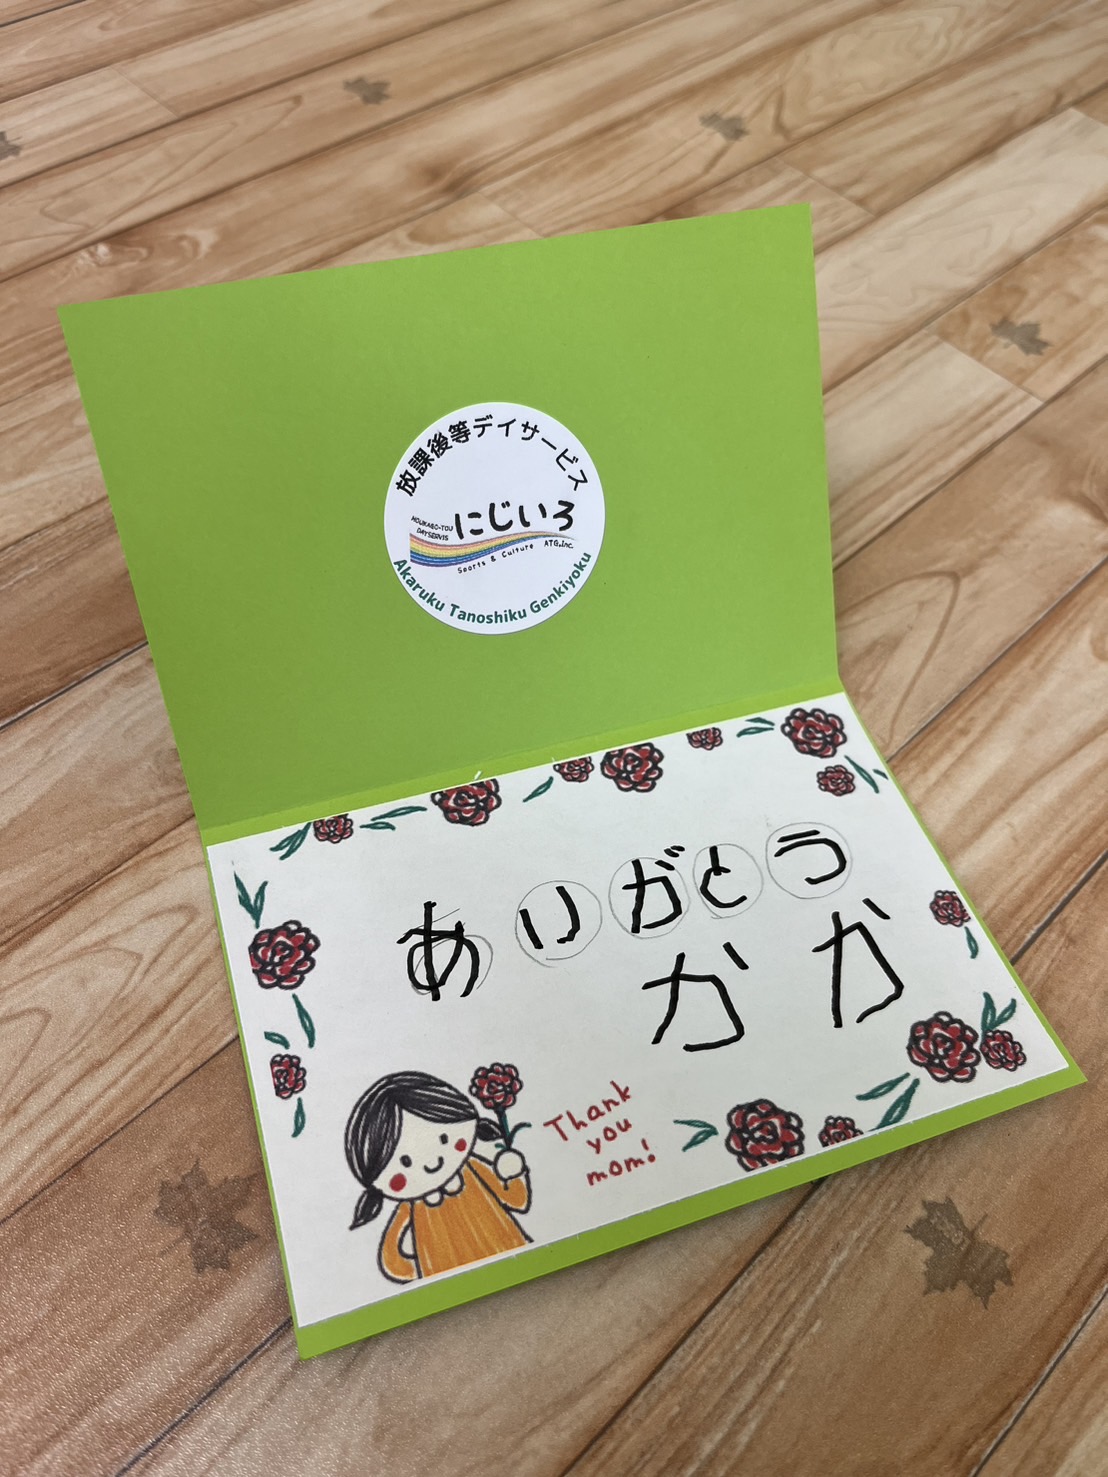 放課後等デイサービス
HOUKAGO-TOU
DAYSERVIS
にじいろ
Sports & Culture ATG.Inc.
Akaruku Tanoshiku Genkiyoku
ありがとう
かか
Thank
you
mom!